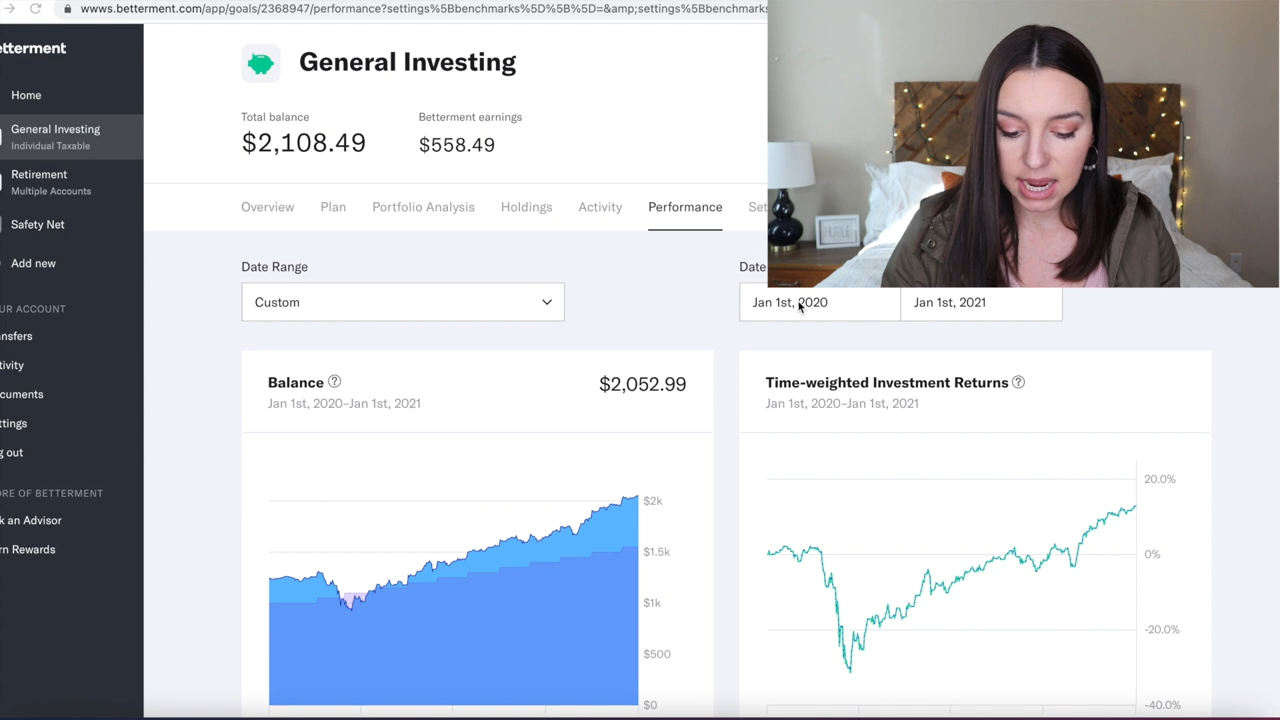 wwws.betterment.com/app/goals/2368947/performance?settings%5Bbenchmarks%5D%5B%5D=&amp;settings%5Bbenchmarks
etterment
General Investing
Home
Total balance
Betterment earnings
General Investing
$2,108.49
$558.49
Individual Taxable
Retirement
Multiple Accounts
Overview
Plan
Portfolio Analysis
Holdings
Activity
Performance
Set
Safety Net
Add new
Date Range
Date
UR ACCOUNT
Custom
Jan 1st, 2020
Jan 1st, 2021
nsfers
tivity
cuments
ttings
g out
Balance ?
$2,052.99
Jan 1st, 2020–Jan 1st, 2021
Time-weighted Investment Returns ?
Jan 1st, 2020–Jan 1st, 2021
RE OF BETTERMENT
k an Advisor
rn Rewards
$2k
$1.5k
$1k
$500
$0
20.0%
0%
-20.0%
-40.0%